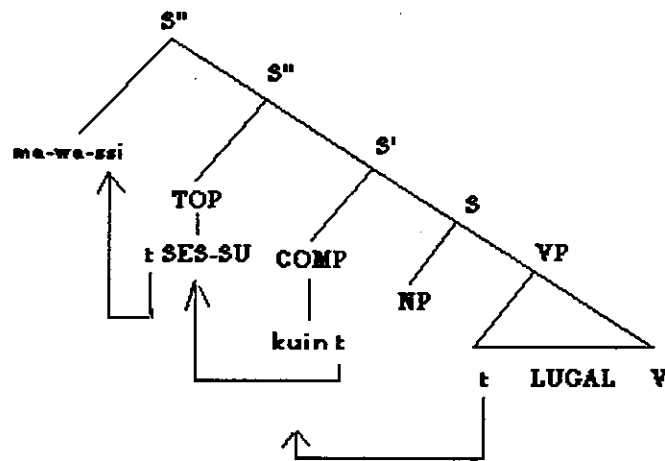 S"
S"
S'
ma-wa-ssi
S
TOP
VP
t SES-SU
COMP
NP
kuin t
t LUGAL V